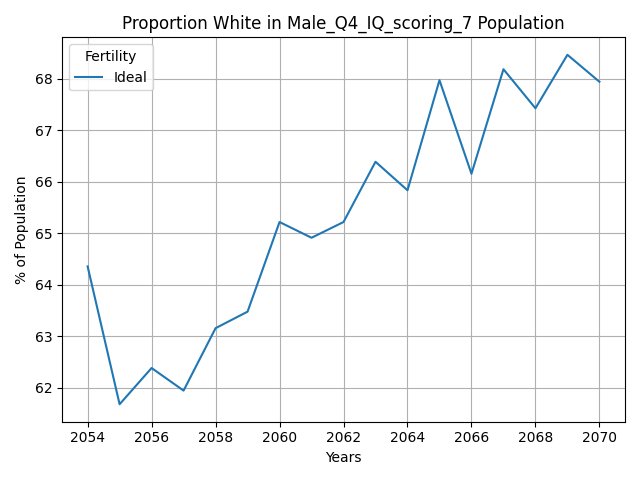 Proportion White in Male_Q4_IQ_scoring_7 Population
Fertility
Ideal
% of Population
68
67
66
65
64
63
62
2054 2056 2058 2060 2062 2064 2066 2068 2070
Years